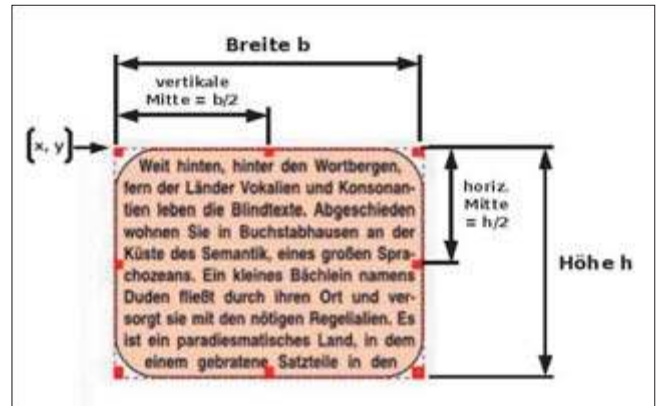 Breite b
vertikale
Mitte = b/2
[x, y]
horiz.
Mitte
= h/2
Höhe h
Weit hinten, hinter den Wortbergen,
fern der Länder Vokalien und Konsonan-
tien leben die Blindtexte. Abgeschieden
wohnen Sie in Buchstabhausen an der
Küste des Semantik, eines großen Spra-
chozeans. Ein kleines Bächlein namens
Duden fließt durch ihren Ort und ver-
sorgt sie mit den nötigen Regelialien. Es
ist ein paradiesmatisches Land, in dem
einem gebratene Satzteile in den